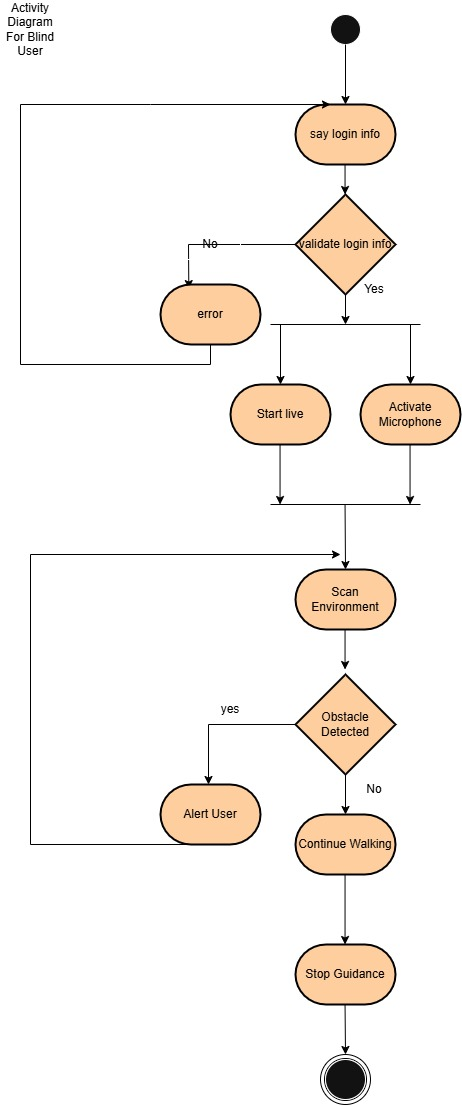 Activity
Diagram
For Blind
User
say login info
validate login info
No
Yes
error
Start live
Activate
Microphone
Scan
Environment
Obstacle
Detected
yes
No
Alert User
Continue Walking
Stop Guidance